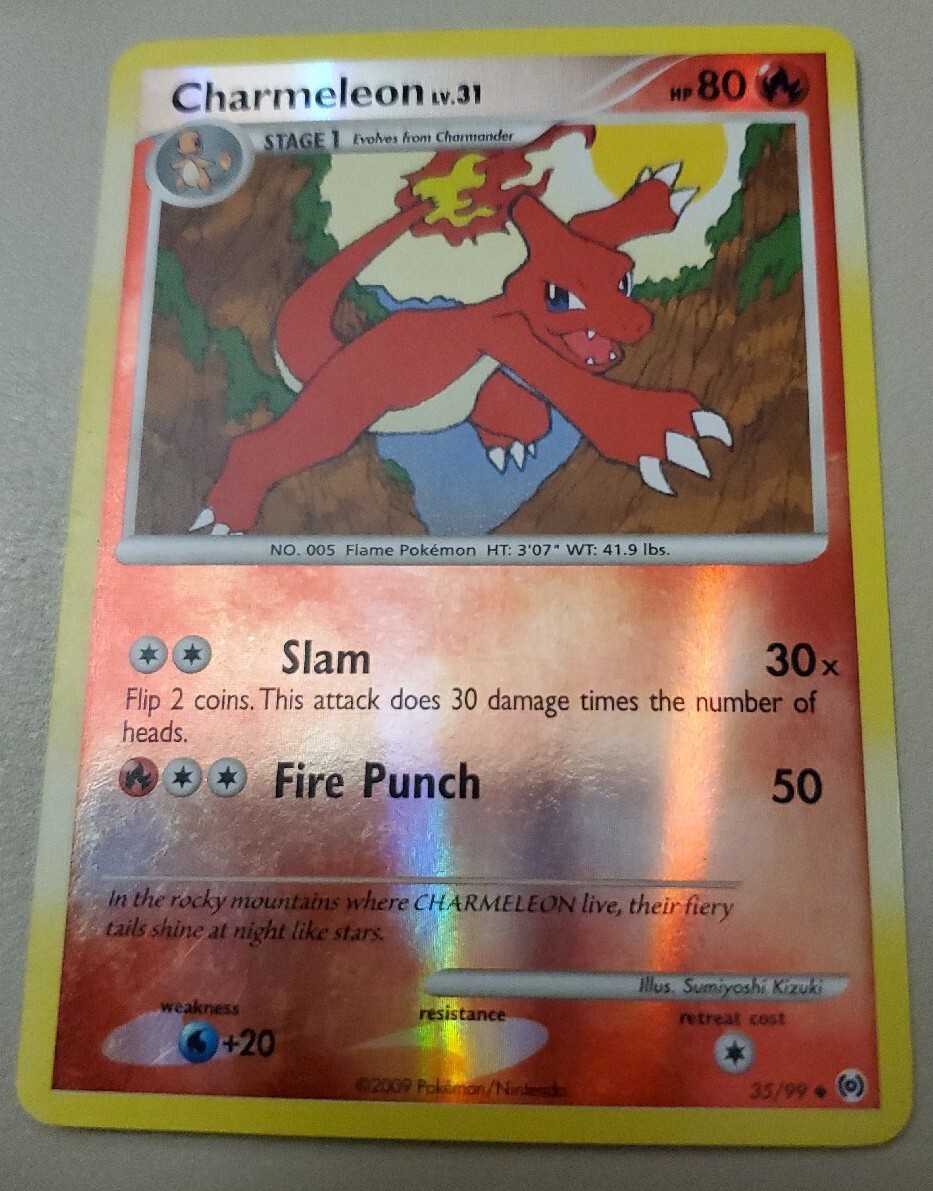 Charmeleon LV.31 HP 80
STAGE 1 Evolves from Charmander
NO. 005 Flame Pokémon HT: 3'07" WT: 41.9 lbs.
Slam 30x
Flip 2 coins. This attack does 30 damage times the number of
heads.
Fire Punch 50
In the rocky mountains where CHARMELEON live, their fiery
tails shine at night like stars.
Illus. Sumiyoshi Kizuki
weakness resistance retreat cost
+20
©2009 Pokémon/Nintendo 35/99